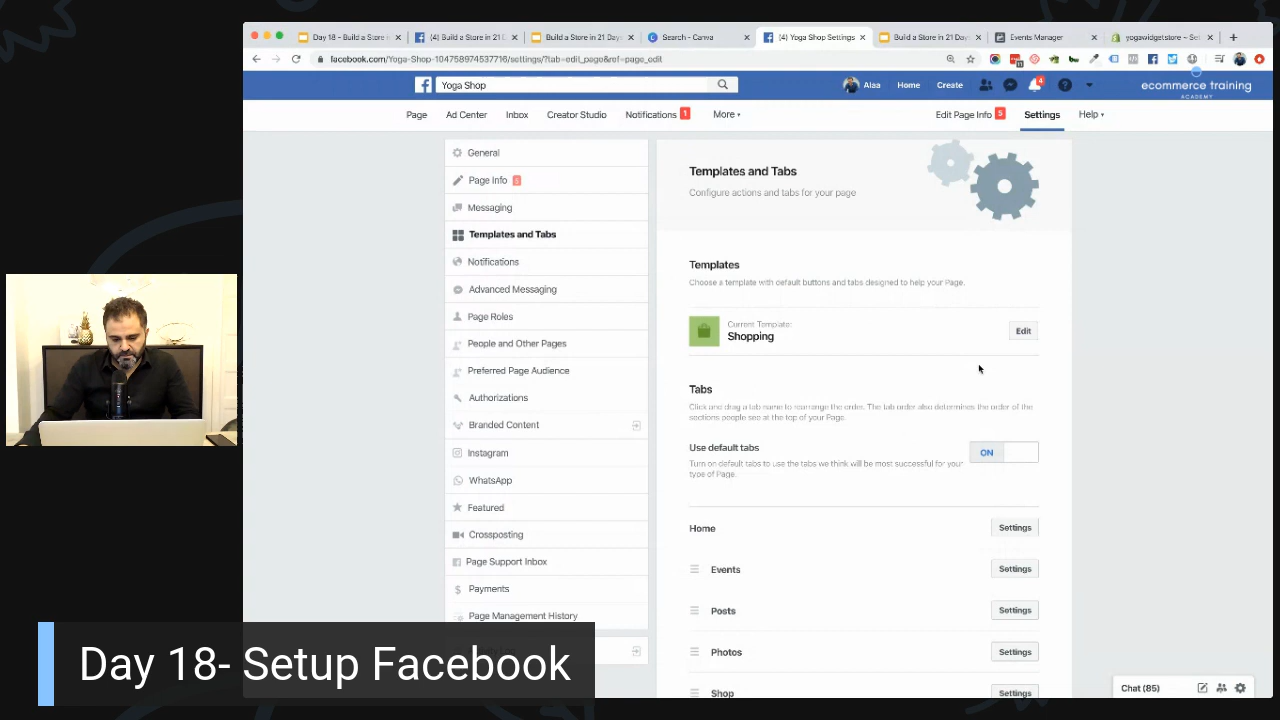 Day 18 - Build a Store i
(4) Build a Store in 21 D
Build a Store in 21 Day
Search - Canva
(4) Yoga Shop Settings
Build a Store in 21 Day
Events Manager
yogawidgetstore ~ Se
facebook.com/Yoga-Shop-104758974537716/settings/?tab=edit_page&ref=page_edit
Yoga Shop
Alaa
Home
Create
4
ecommerce training
ACADEMY
Page
Ad Center
Inbox
Creator Studio
Notifications 1
More
Edit Page Info 5
Settings
Help
General
Page Info 5
Messaging
Templates and Tabs
Notifications
Advanced Messaging
Page Roles
People and Other Pages
Preferred Page Audience
Authorizations
Branded Content
Instagram
WhatsApp
Featured
Crossposting
Page Support Inbox
Payments
Page Management History
Templates and Tabs
Configure actions and tabs for your page
Templates
Choose a template with default buttons and tabs designed to help your Page.
Current Template:
Shopping
Edit
Tabs
Click and drag a tab name to rearrange the order. The tab order also determines the order of the
sections people see at the top of your Page.
Use default tabs
ON
Turn on default tabs to use the tabs we think will be most successful for your
type of Page.
Home
Settings
Events
Settings
Posts
Settings
Photos
Settings
Shop
Settings
Chat (85)
Day 18- Setup Facebook